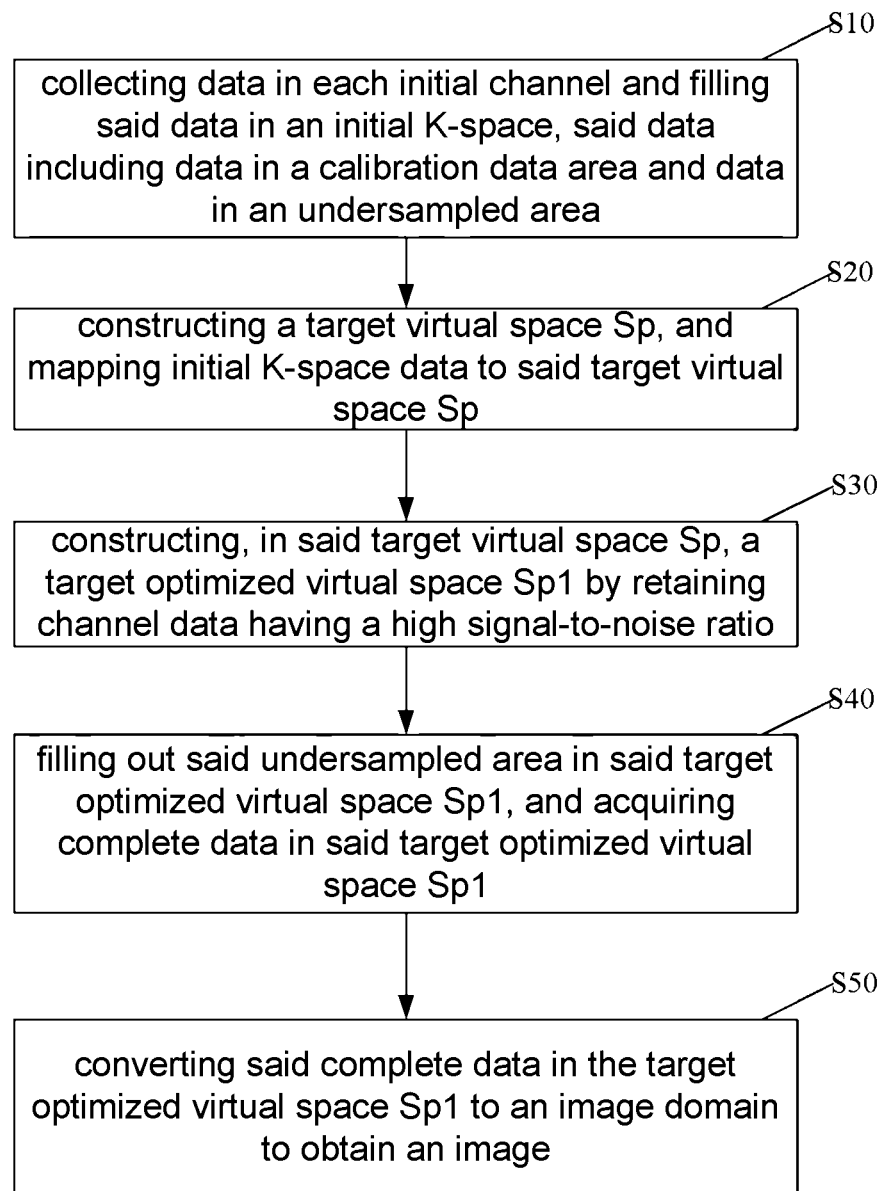 S10
collecting data in each initial channel and filling
said data in an initial K-space, said data
including data in a calibration data area and data
in an undersampled area
S20
constructing a target virtual space Sp, and
mapping initial K-space data to said target virtual
space Sp
S30
constructing, in said target virtual space Sp, a
target optimized virtual space Sp1 by retaining
channel data having a high signal-to-noise ratio
S40
filling out said undersampled area in said target
optimized virtual space Sp1, and acquiring
complete data in said target optimized virtual
space Sp1
S50
converting said complete data in the target
optimized virtual space Sp1 to an image domain
to obtain an image